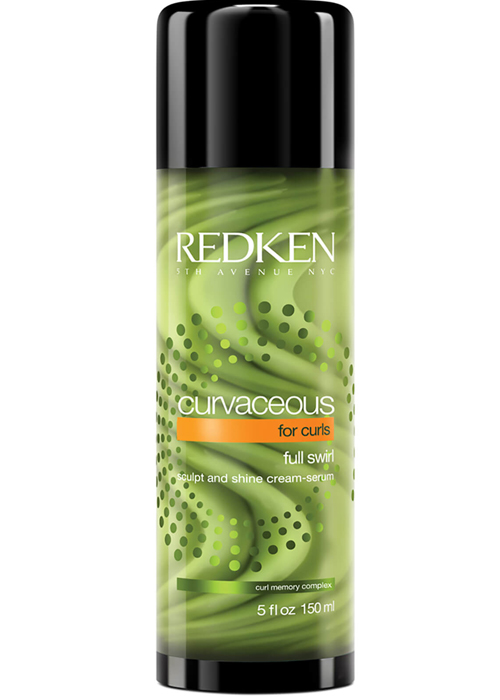 REDKEN
5TH AVENUE NYC
curvaceous
for curls
full swirl
sculpt and shine cream-serum
curl memory complex
5 fl oz 150 ml